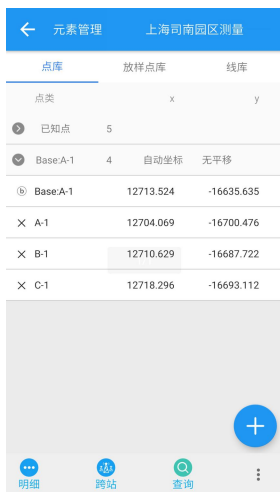 元素管理 上海司南园区测量
点库 放样点库 线库
点类 x y
已知点 5
Base:A-1 4 自动坐标 无平移
b Base:A-1 12713.524 -16635.635
A-1 12704.069 -16700.476
B-1 12710.629 -16687.722
C-1 12718.296 -16693.112
明细 跨站 查询